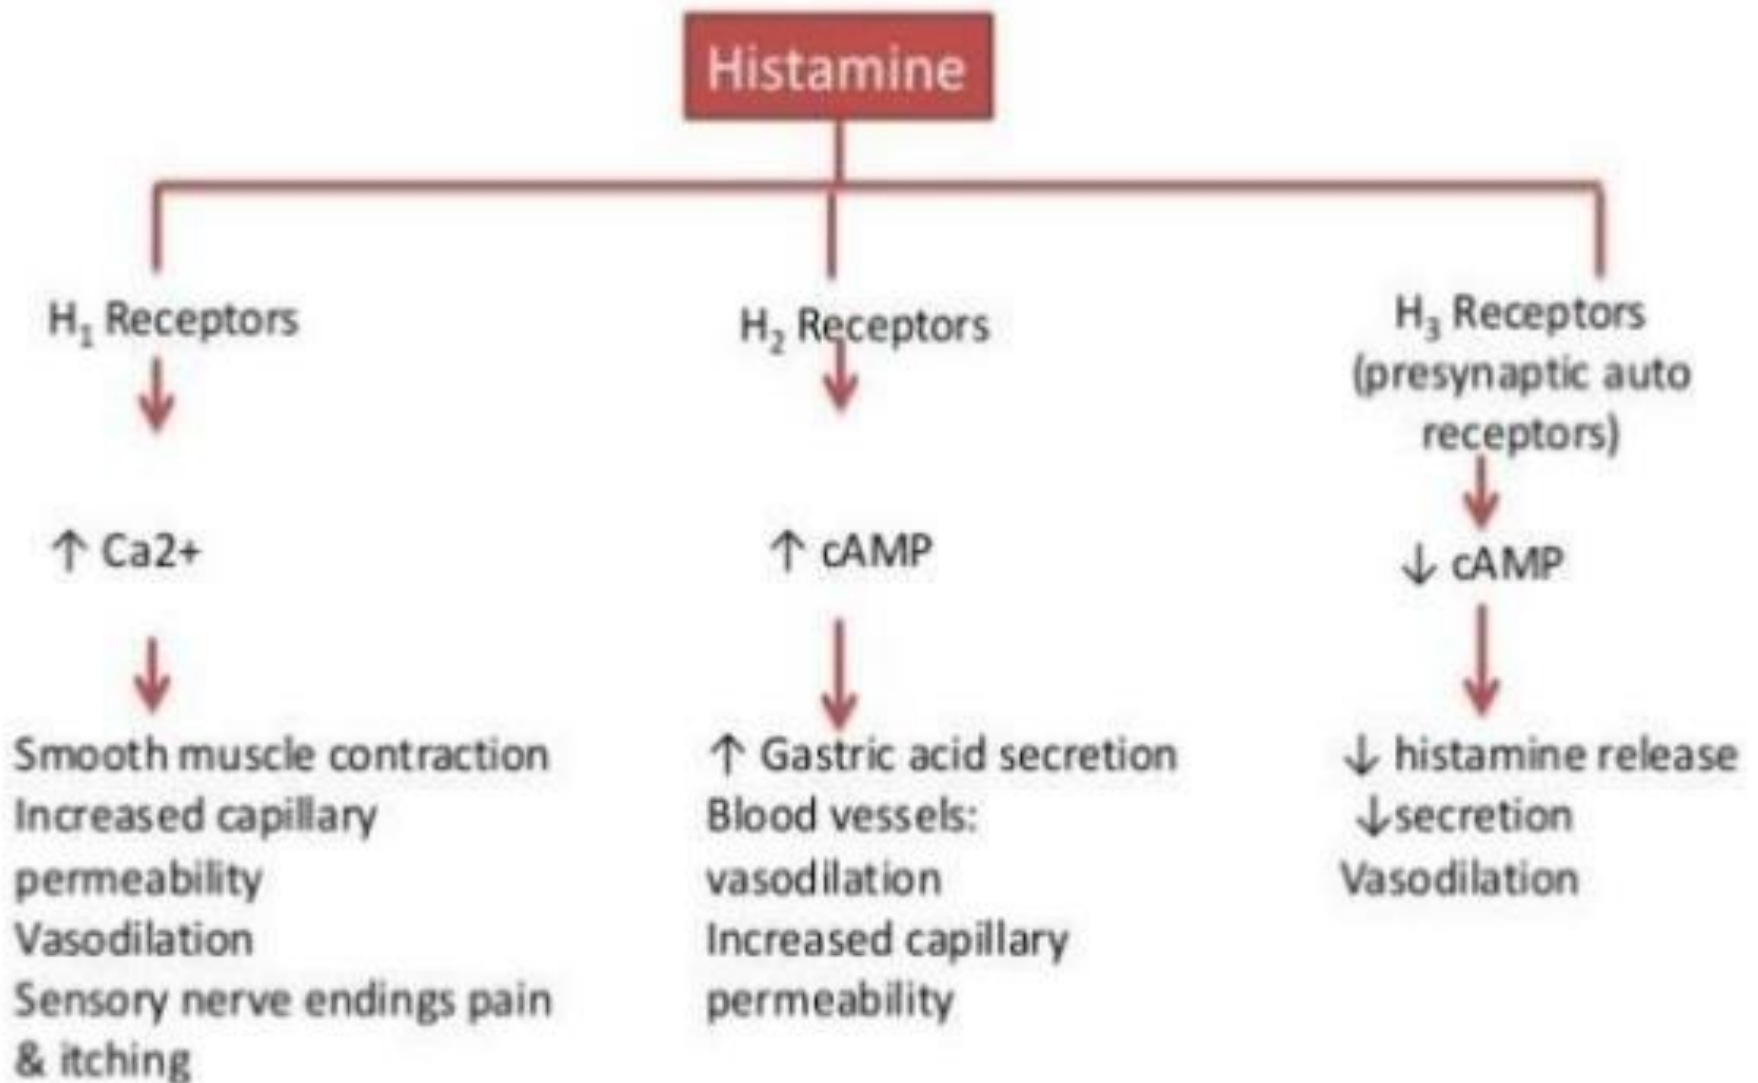 Histamine
H₁ Receptors
↑ Ca2+
Smooth muscle contraction
Increased capillary
permeability
Vasodilation
Sensory nerve endings pain
& itching
H₂ Receptors
↑ cAMP
↑ Gastric acid secretion
Blood vessels:
vasodilation
Increased capillary
permeability
H₃ Receptors
(presynaptic auto
receptors)
↓ cAMP
↓ histamine release
↓secretion
Vasodilation